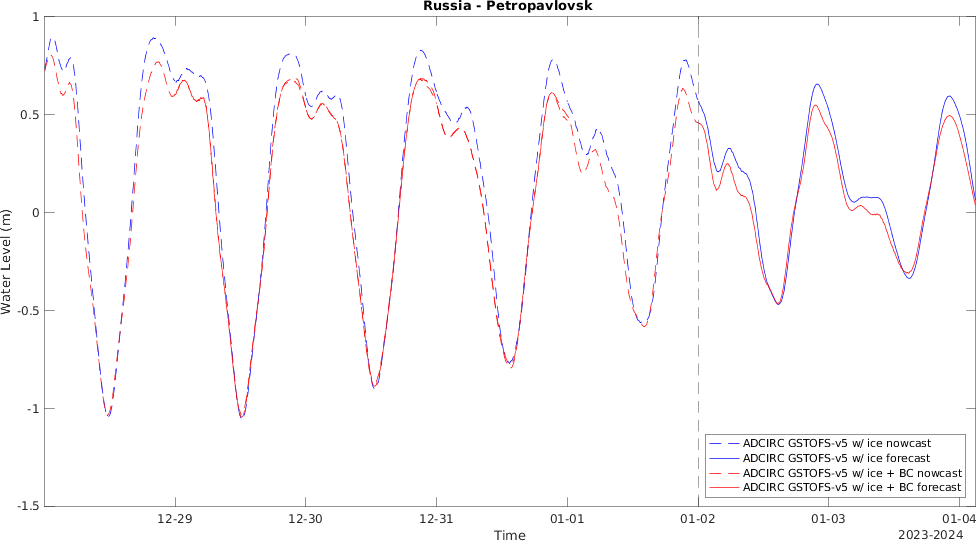 Russia - Petropavlovsk
Water Level (m)
1
0.5
0
-0.5
-1
-1.5
12-29
12-30
12-31
01-01
01-02
01-03
01-04
Time
2023-2024
ADCIRC GSTOFS-v5 w/ ice nowcast
ADCIRC GSTOFS-v5 w/ ice forecast
ADCIRC GSTOFS-v5 w/ ice + BC nowcast
ADCIRC GSTOFS-v5 w/ ice + BC forecast